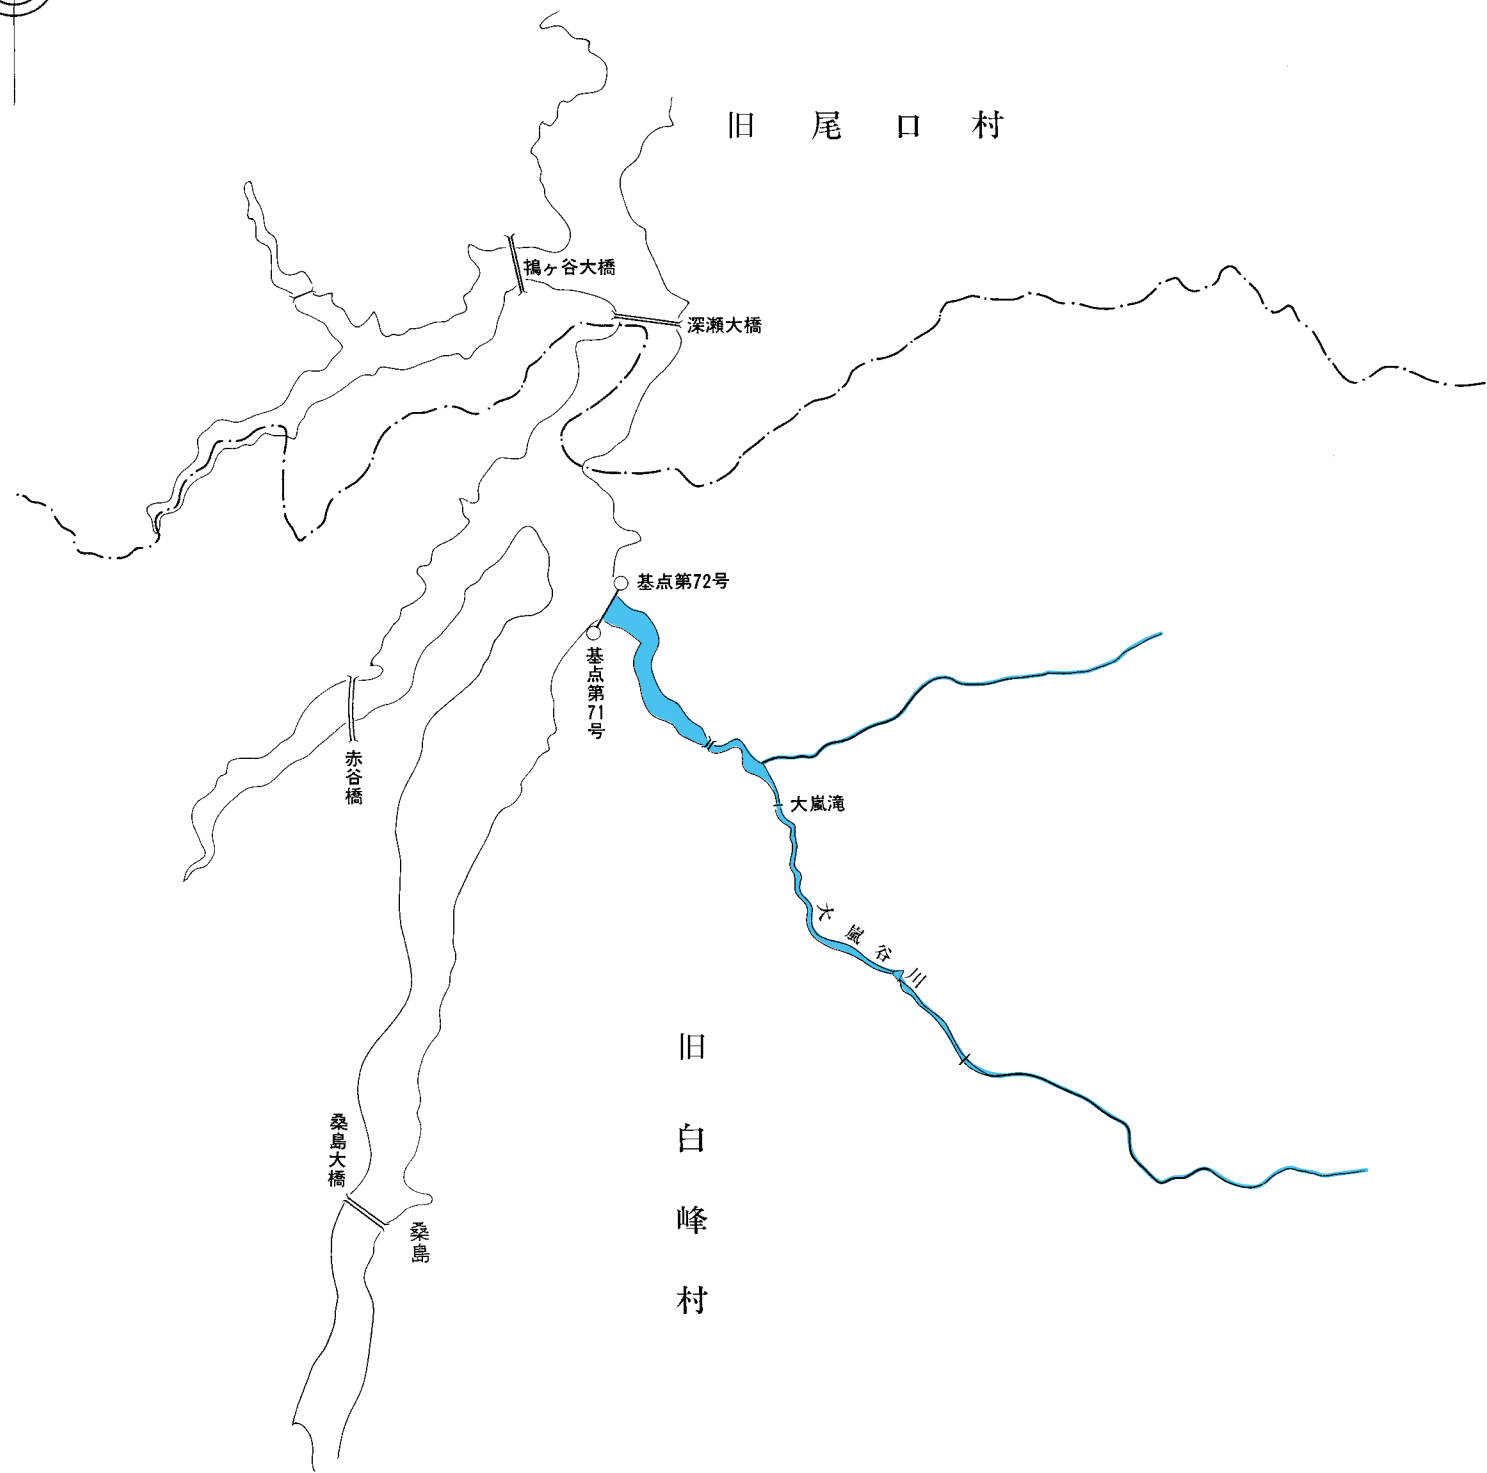 旧尾口村
鴇ヶ谷大橋
深瀬大橋
基点第72号
基点第71号
赤谷橋
大嵐滝
大嵐谷川
旧白峰村
桑島大橋
桑島